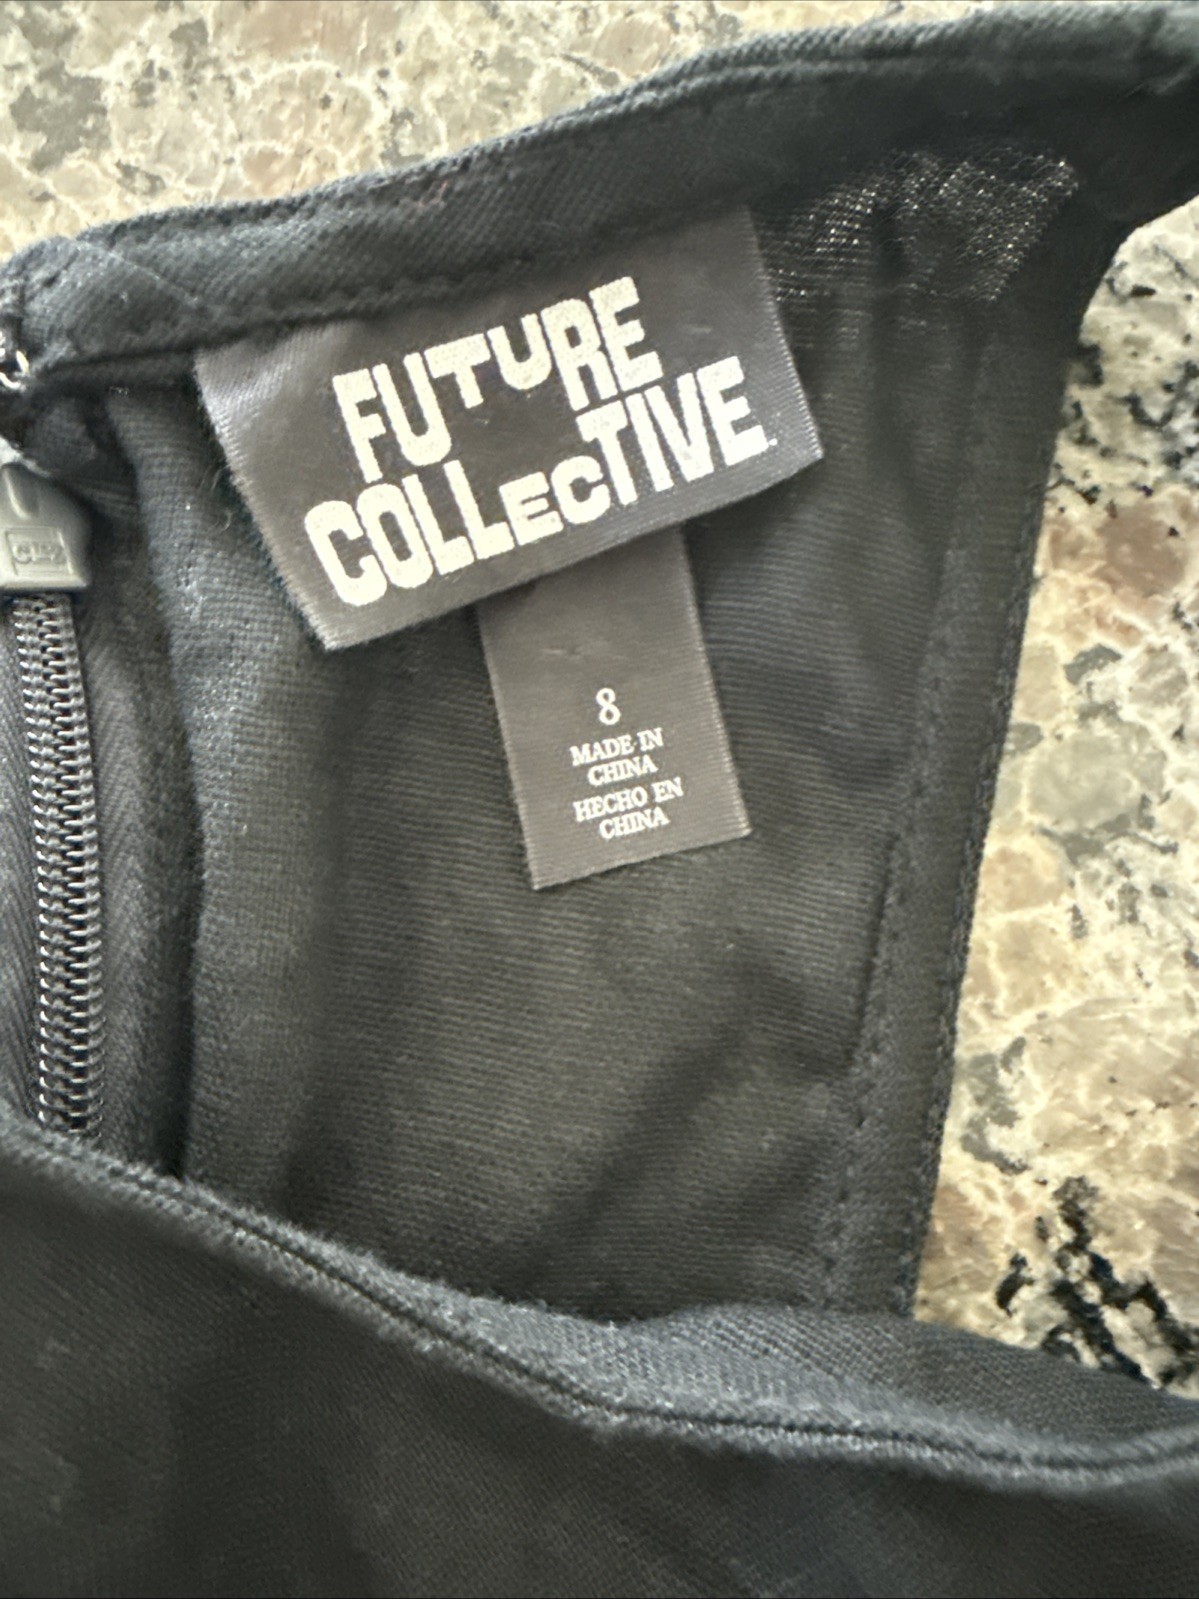 FUTURE
COLLECTIVE.
8
MADE IN
CHINA
HECHO EN
CHINA